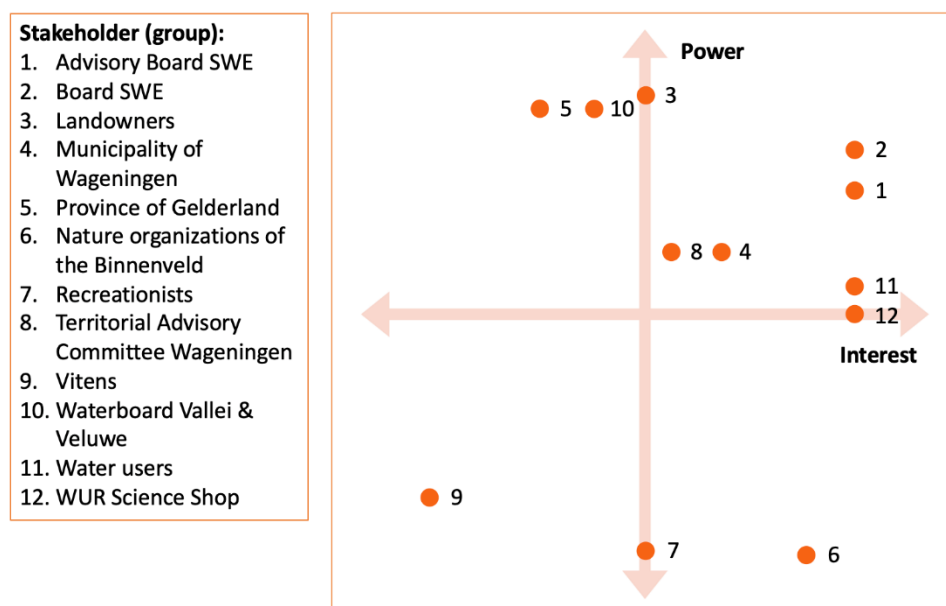 Stakeholder (group):
1. Advisory Board SWE
2. Board SWE
3. Landowners
4. Municipality of
Wageningen
5. Province of Gelderland
6. Nature organizations of
the Binnenveld
7. Recreationists
8. Territorial Advisory
Committee Wageningen
9. Vitens
10. Waterboard Vallei &
Veluwe
11. Water users
12. WUR Science Shop
Power
3
5
10
2
1
8
4
11
12
Interest
9
7
6